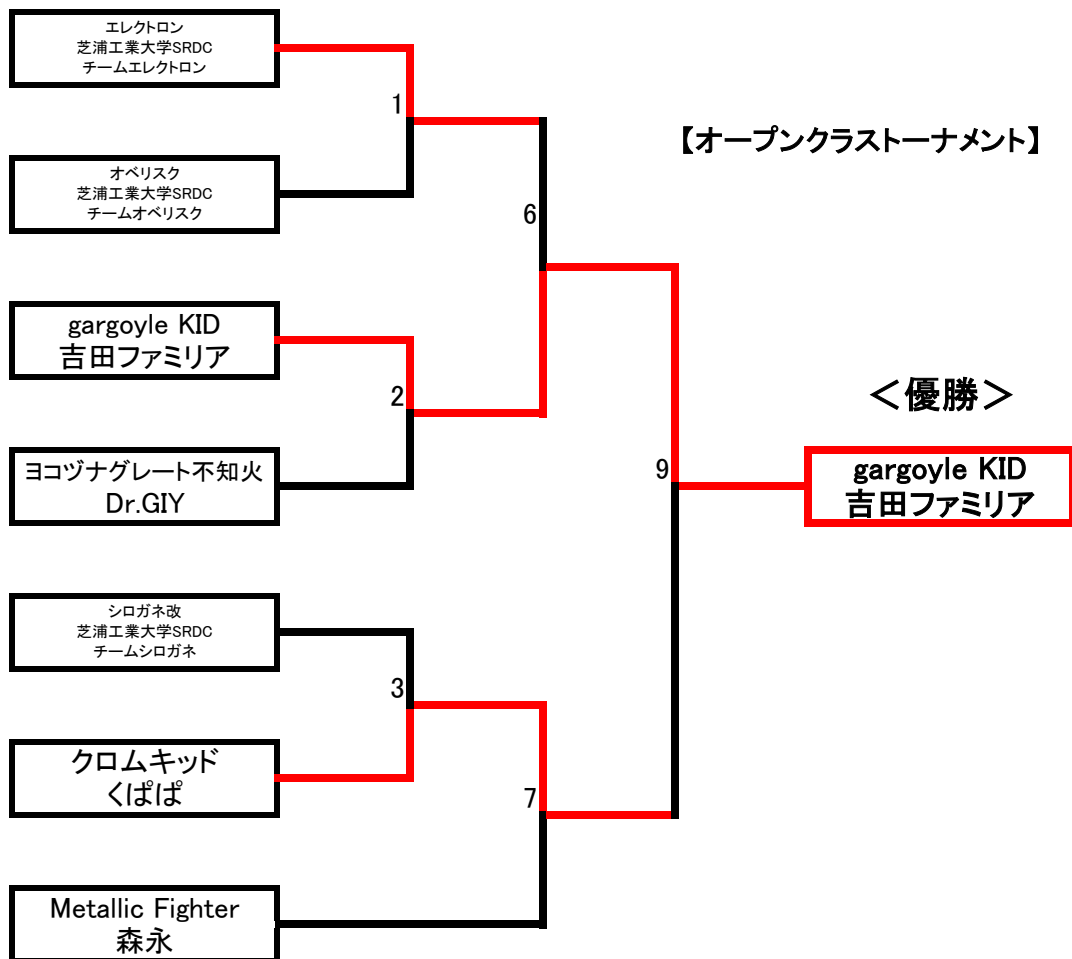 エレクトロン
芝浦工業大学SRDC
チームエレクトロン
1
【オープンクラストーナメント】
オベリスク
芝浦工業大学SRDC
チームオベリスク
6
gargoyle KID
吉田ファミリア
2
＜優勝＞
ヨコヅナグレート不知火
Dr.GIY
9
gargoyle KID
吉田ファミリア
シロガネ改
芝浦工業大学SRDC
チームシロガネ
3
クロムキッド
くぱぱ
7
Metallic Fighter
森永